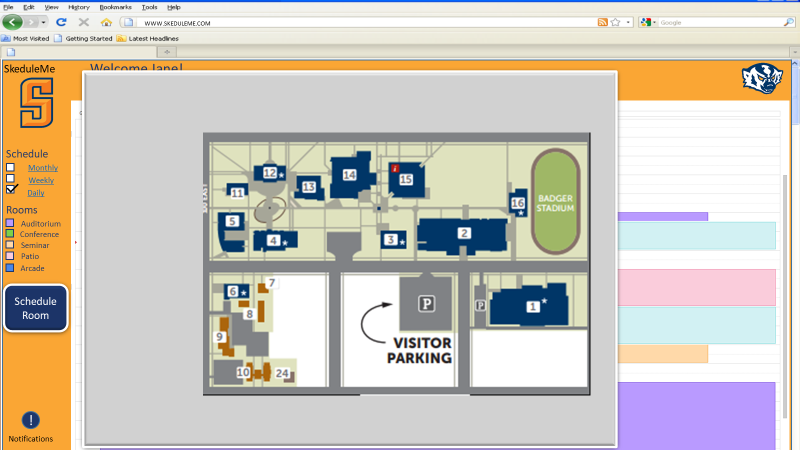 File Edit View History Bookmarks Tools Help
WWW.SKEDULEME.COM
Google
Most Visited Getting Started Latest Headlines
SkeduleMe
Welcome Jane!
S
Schedule
Monthly
Weekly
Daily
Rooms
Auditorium
Conference
Seminar
Patio
Arcade
Schedule
Room
Notifications
12
14
15
13
11
16
BADGER
STADIUM
5
4
3
2
7
6
8
P
P
1
9
VISITOR
PARKING
10
24